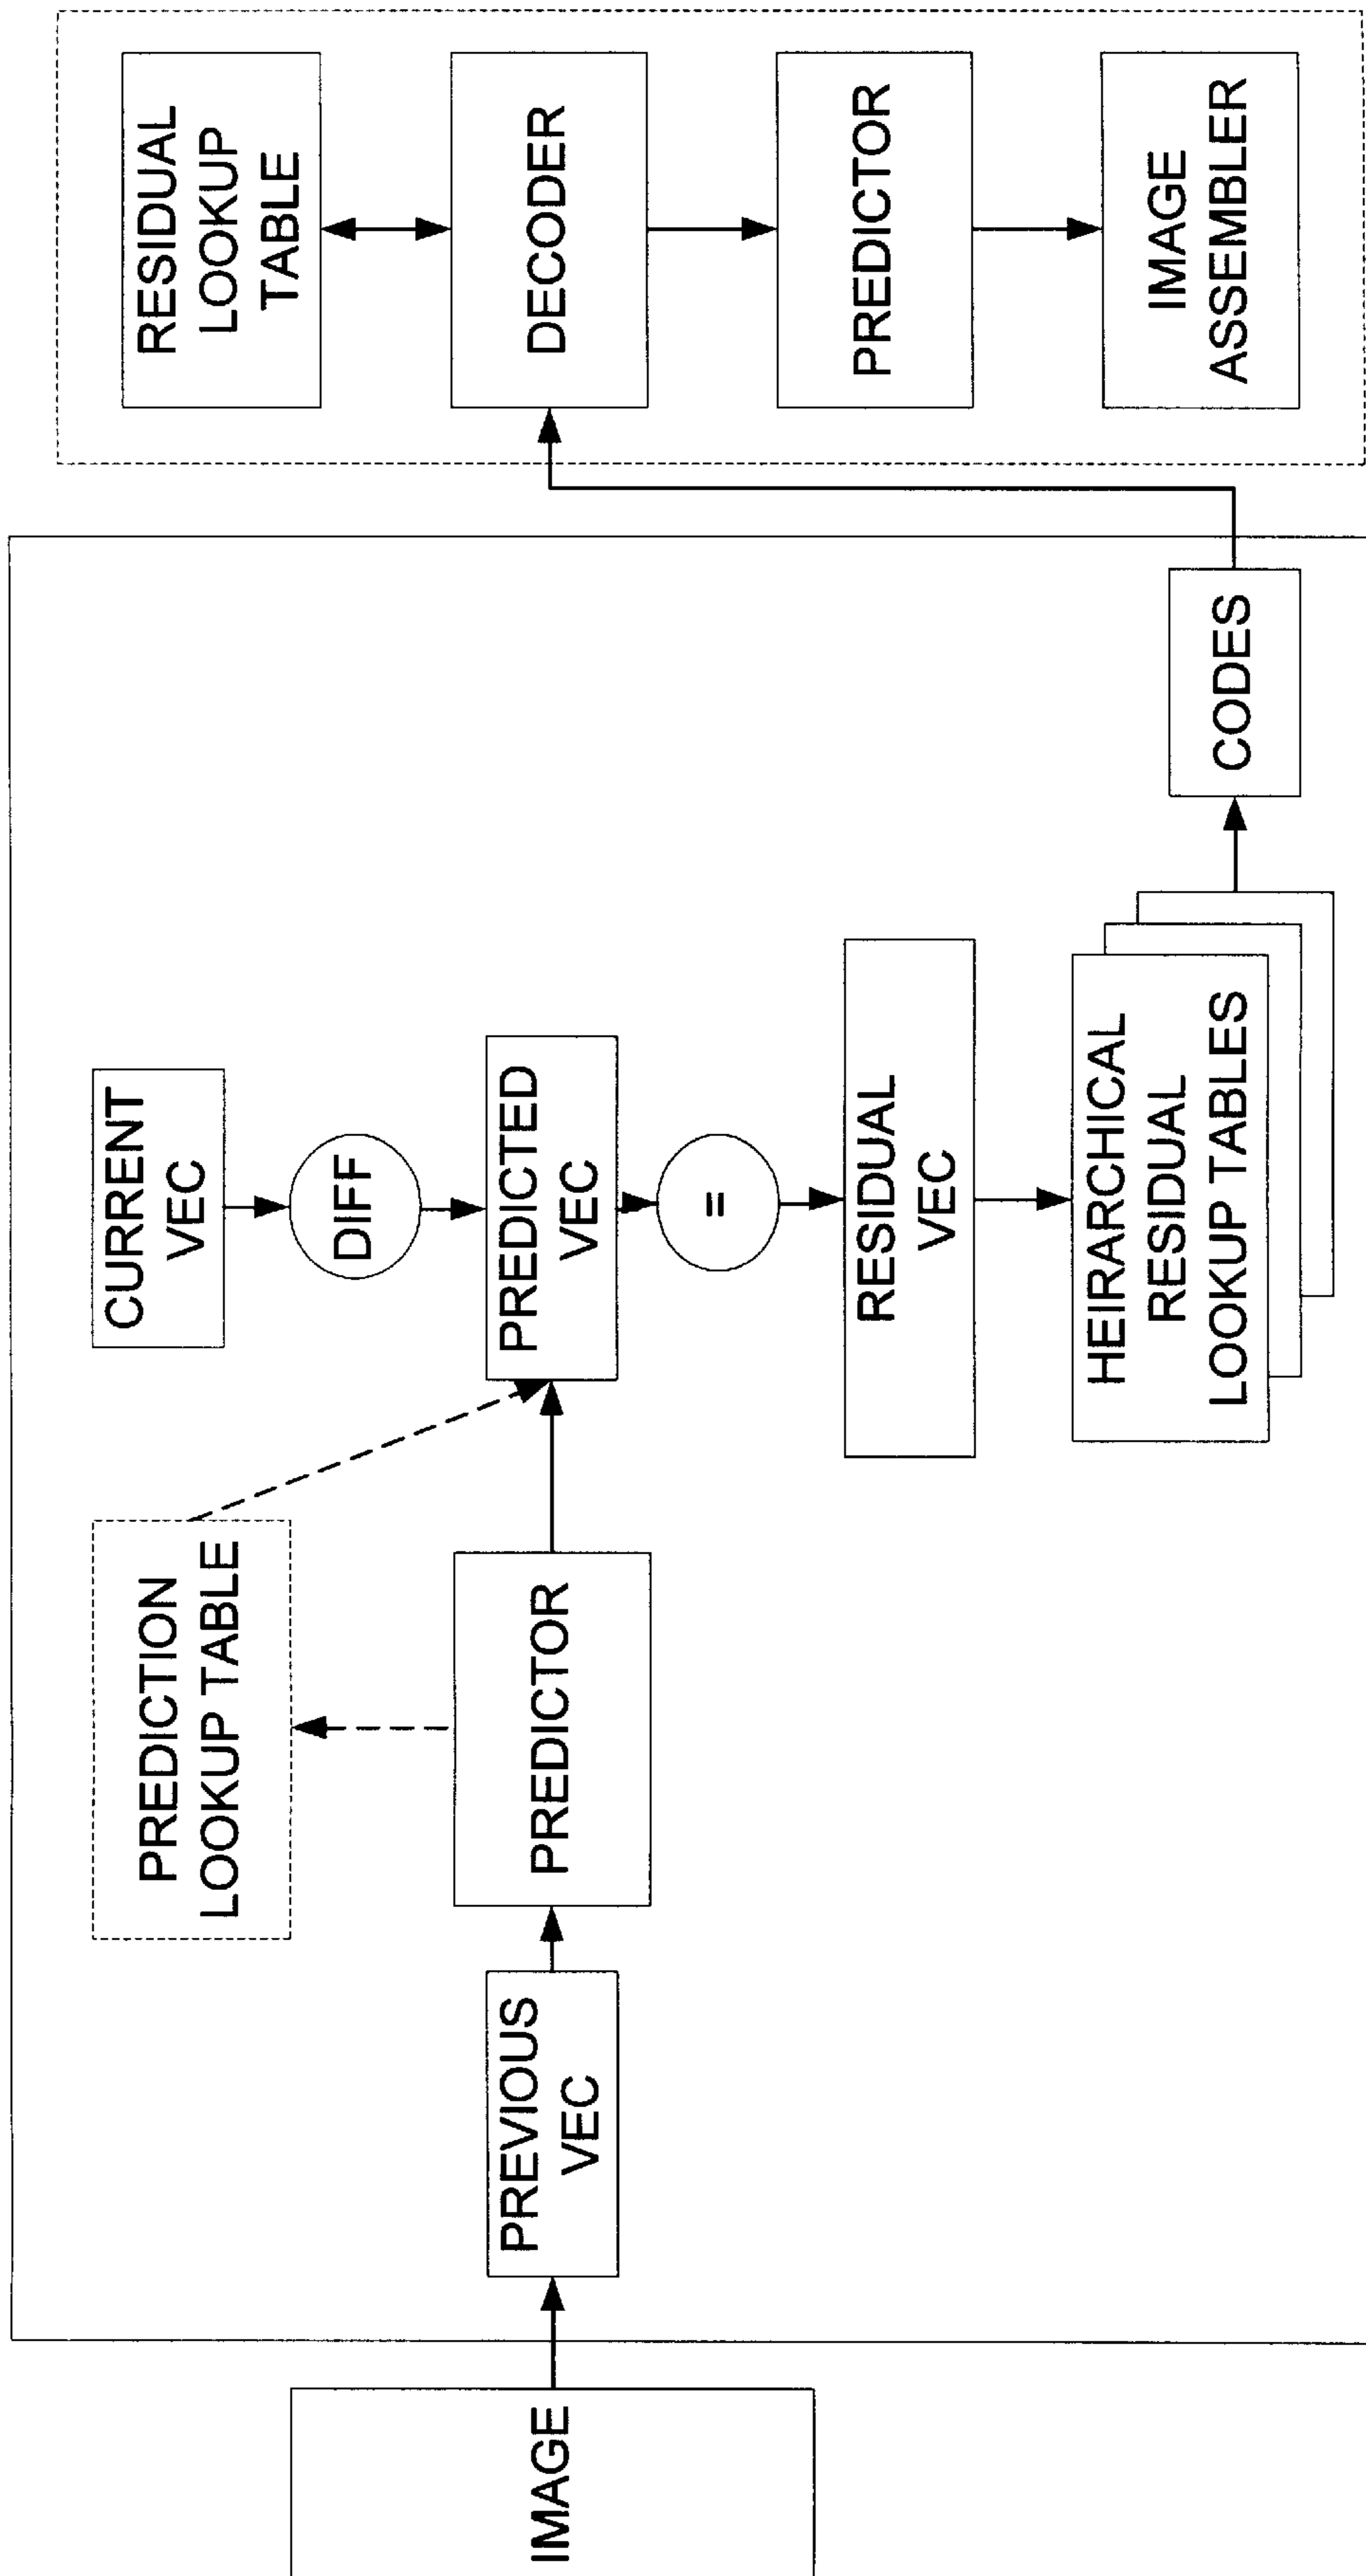 IMAGE
PREVIOUS
VEC
PREDICTOR
PREDICTION
LOOKUP TABLE
CURRENT
VEC
DIFF
PREDICTED
VEC
=
RESIDUAL
VEC
HEIRARCHICAL
RESIDUAL
LOOKUP TABLES
CODES
RESIDUAL
LOOKUP
TABLE
DECODER
PREDICTOR
IMAGE
ASSEMBLER